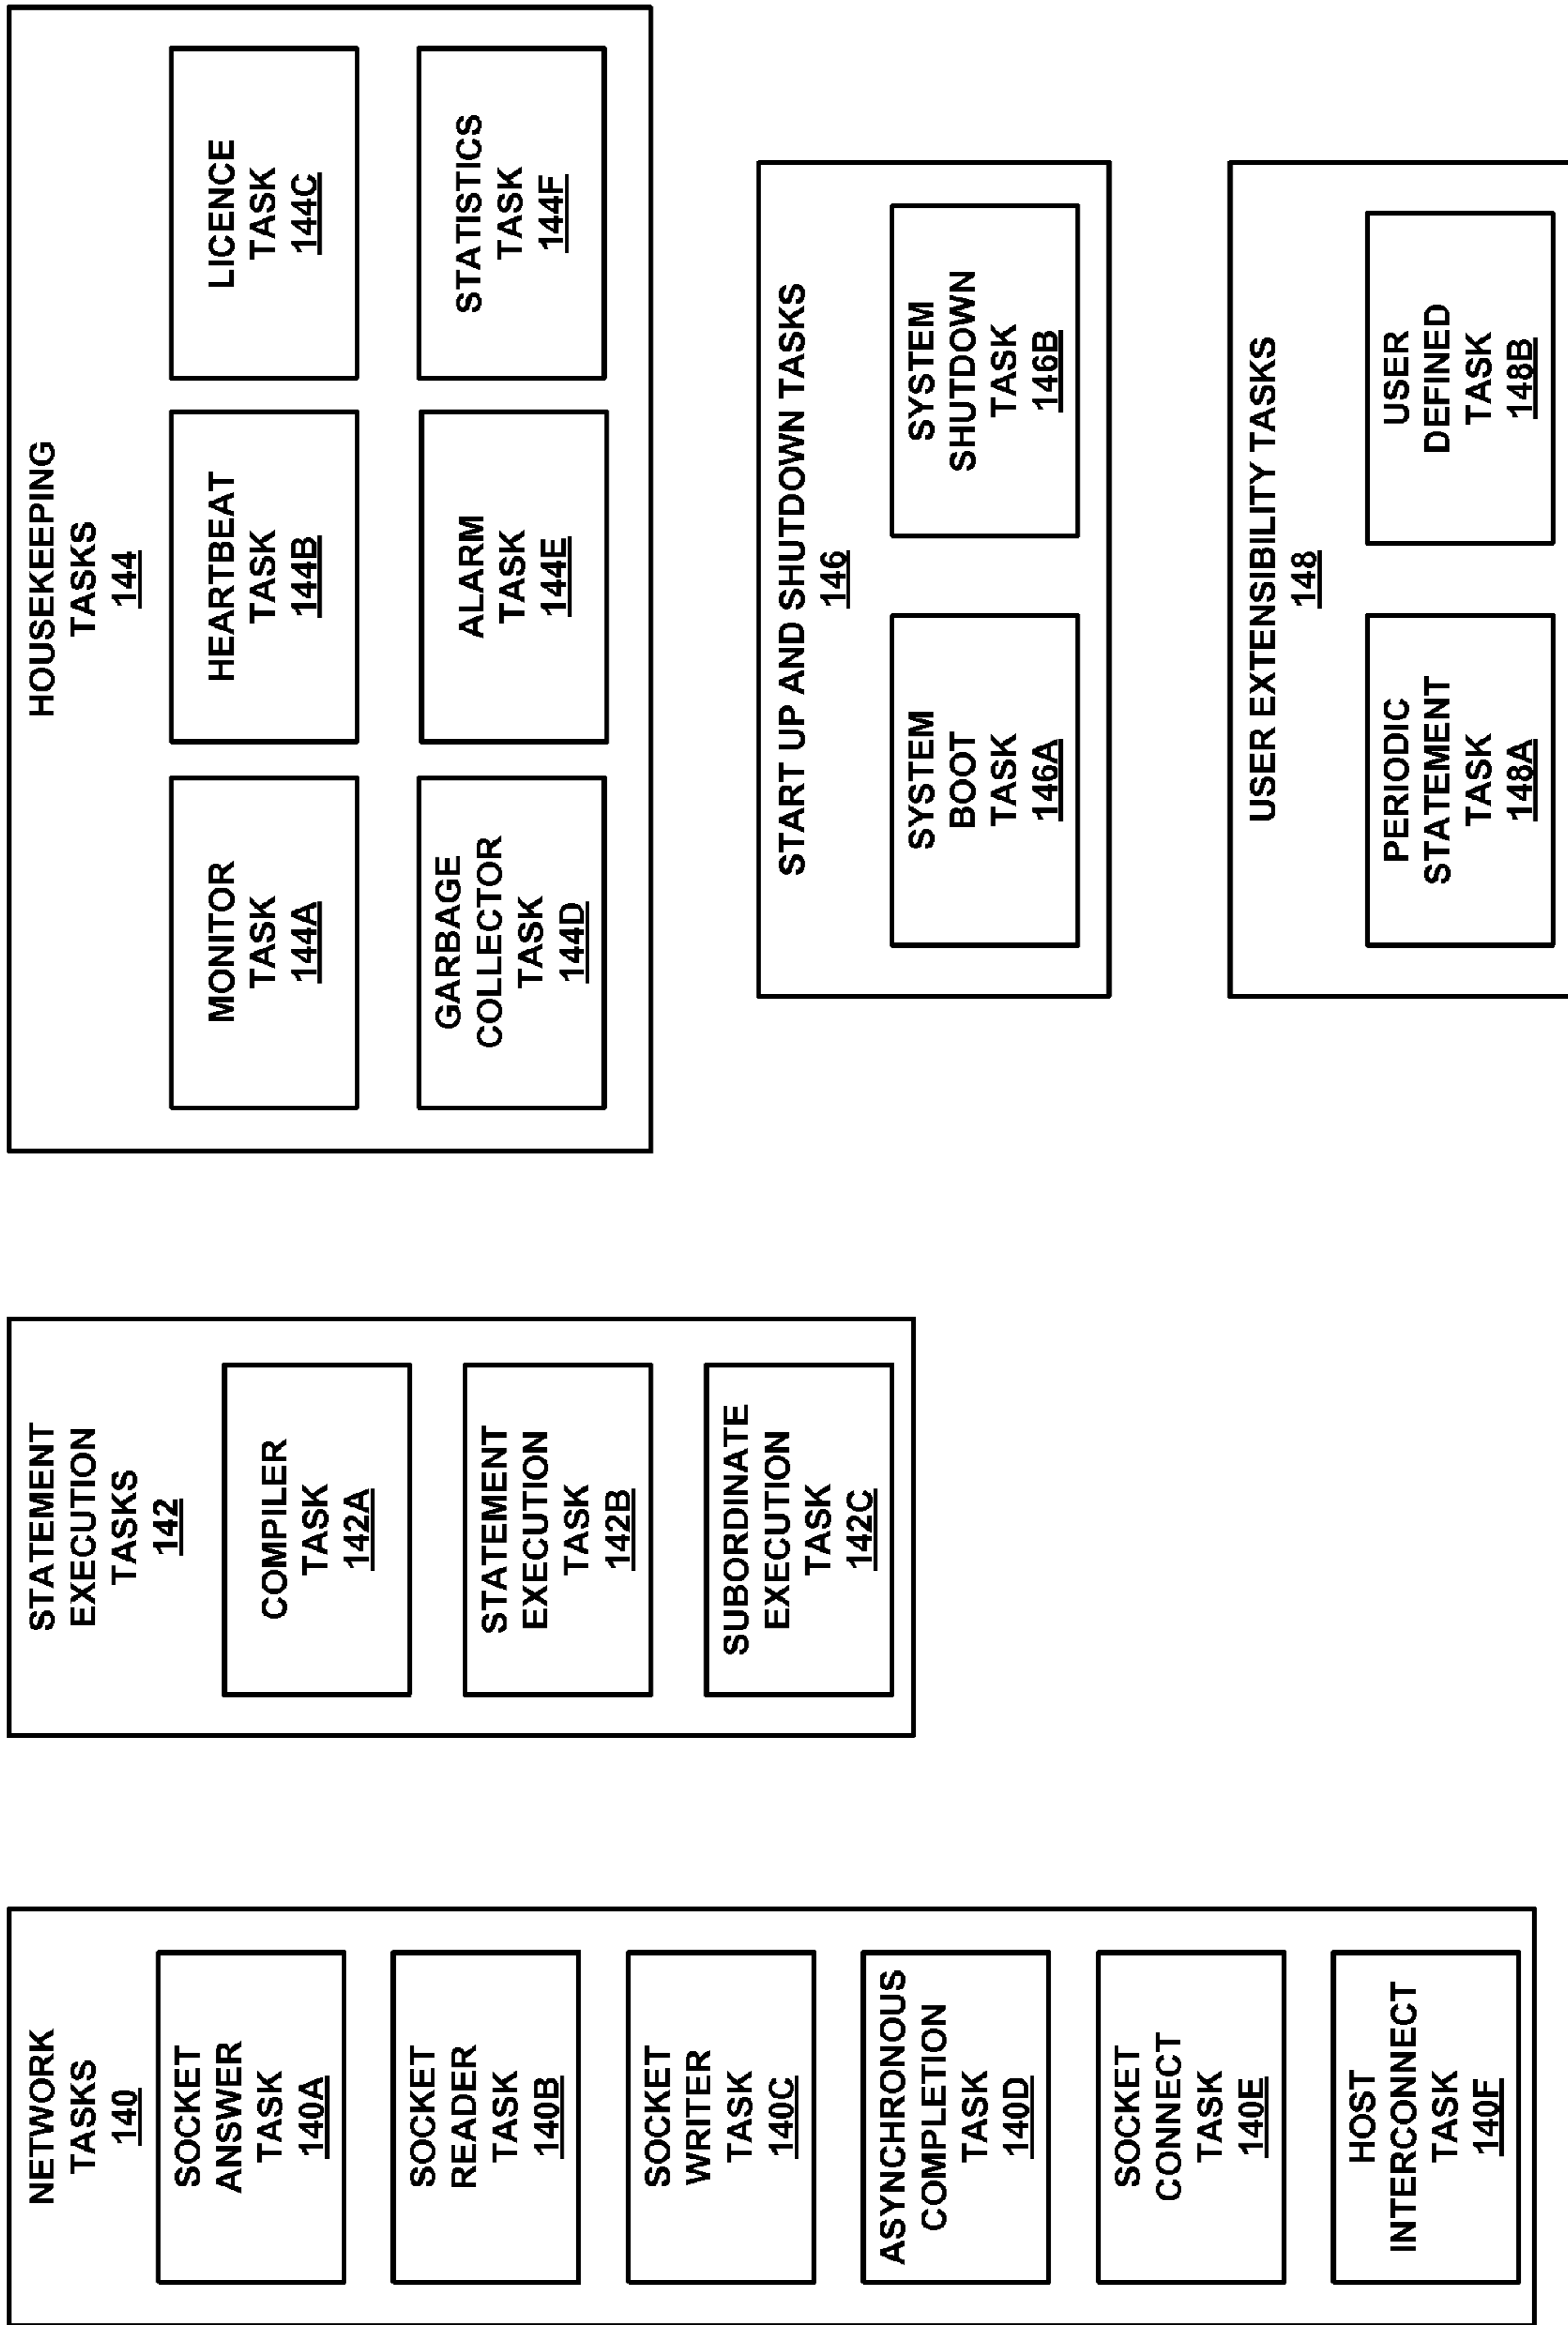 NETWORK
TASKS
140
SOCKET
ANSWER
TASK
140A
SOCKET
READER
TASK
140B
SOCKET
WRITER
TASK
140C
ASYNCHRONOUS
COMPLETION
TASK
140D
SOCKET
CONNECT
TASK
140E
HOST
INTERCONNECT
TASK
140F
STATEMENT
EXECUTION
TASKS
142
COMPILER
TASK
142A
STATEMENT
EXECUTION
TASK
142B
SUBORDINATE
EXECUTION
TASK
142C
HOUSEKEEPING
TASKS
144
MONITOR
TASK
144A
HEARTBEAT
TASK
144B
LICENCE
TASK
144C
GARBAGE
COLLECTOR
TASK
144D
ALARM
TASK
144E
STATISTICS
TASK
144F
START UP AND SHUTDOWN TASKS
146
SYSTEM
BOOT
TASK
146A
SYSTEM
SHUTDOWN
TASK
146B
USER EXTENSIBILITY TASKS
148
PERIODIC
STATEMENT
TASK
148A
USER
DEFINED
TASK
148B